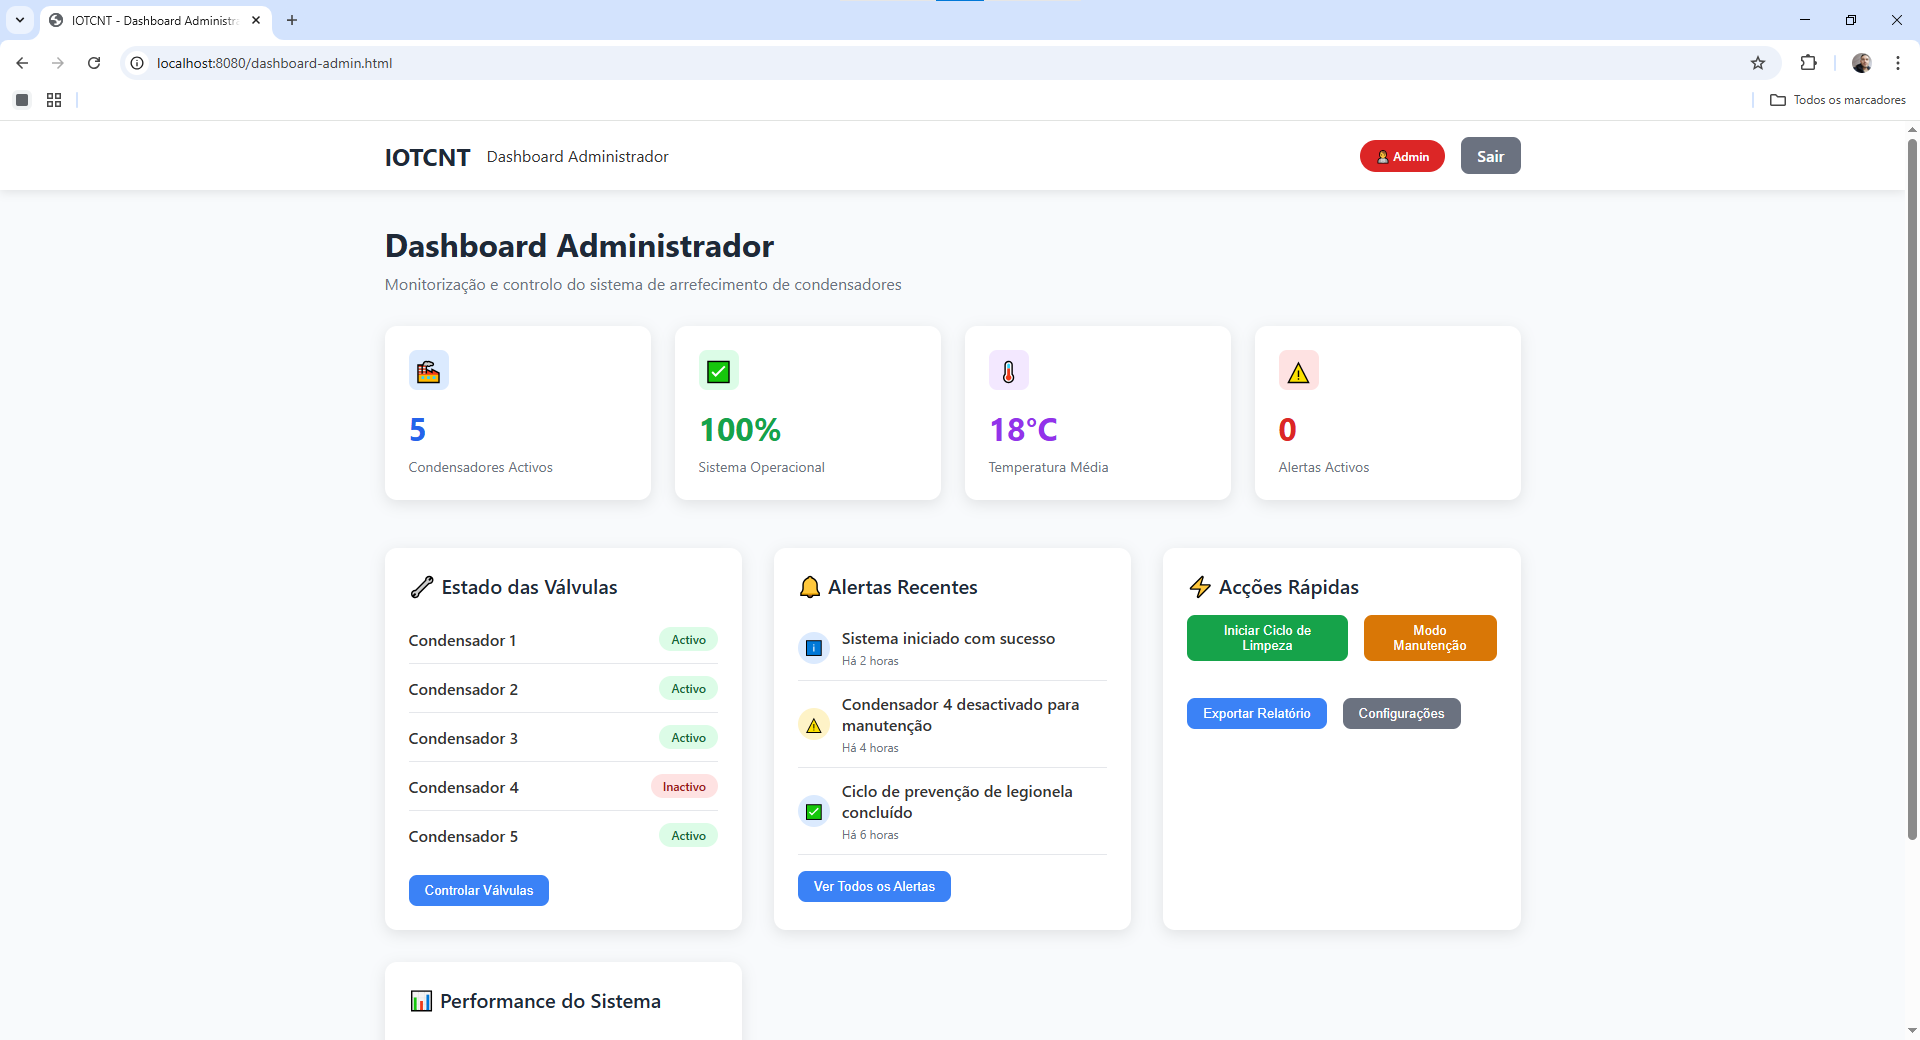 IOTCNT - Dashboard Administra
localhost:8080/dashboard-admin.html
Todos os marcadores
IOTCNT Dashboard Administrador
Admin
Sair
Dashboard Administrador
Monitorização e controlo do sistema de arrefecimento de condensadores
5
Condensadores Activos
100%
Sistema Operacional
18°C
Temperatura Média
0
Alertas Activos
Estado das Válvulas
Condensador 1 Activo
Condensador 2 Activo
Condensador 3 Activo
Condensador 4 Inactivo
Condensador 5 Activo
Controlar Válvulas
Alertas Recentes
Sistema iniciado com sucesso
Há 2 horas
Condensador 4 desactivado para
manutenção
Há 4 horas
Ciclo de prevenção de legionela
concluído
Há 6 horas
Ver Todos os Alertas
Acções Rápidas
Iniciar Ciclo de
Limpeza
Modo
Manutenção
Exportar Relatório
Configurações
Performance do Sistema